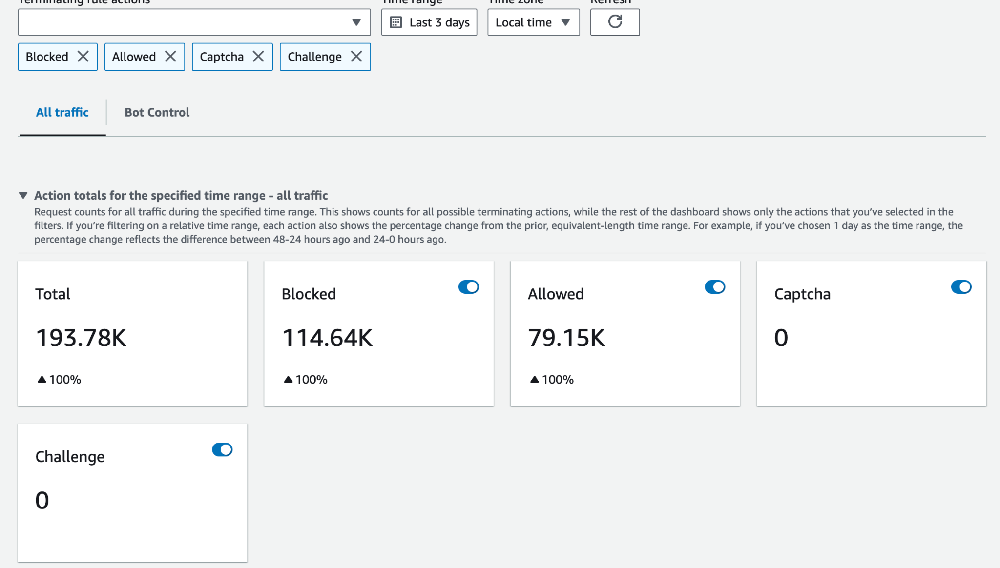 Terminating rule actions Time range Time zone Refresh
Last 3 days Local time
Blocked Allowed Captcha Challenge
All traffic Bot Control
Action totals for the specified time range - all traffic
Request counts for all traffic during the specified time range. This shows counts for all possible terminating actions, while the rest of the dashboard shows only the actions that you’ve selected in the
filters. If you’re filtering on a relative time range, each action also shows the percentage change from the prior, equivalent-length time range. For example, if you’ve chosen 1 day as the time range, the
percentage change reflects the difference between 48-24 hours ago and 24-0 hours ago.
Total
193.78K
100%
Blocked
114.64K
100%
Allowed
79.15K
100%
Captcha
0
Challenge
0